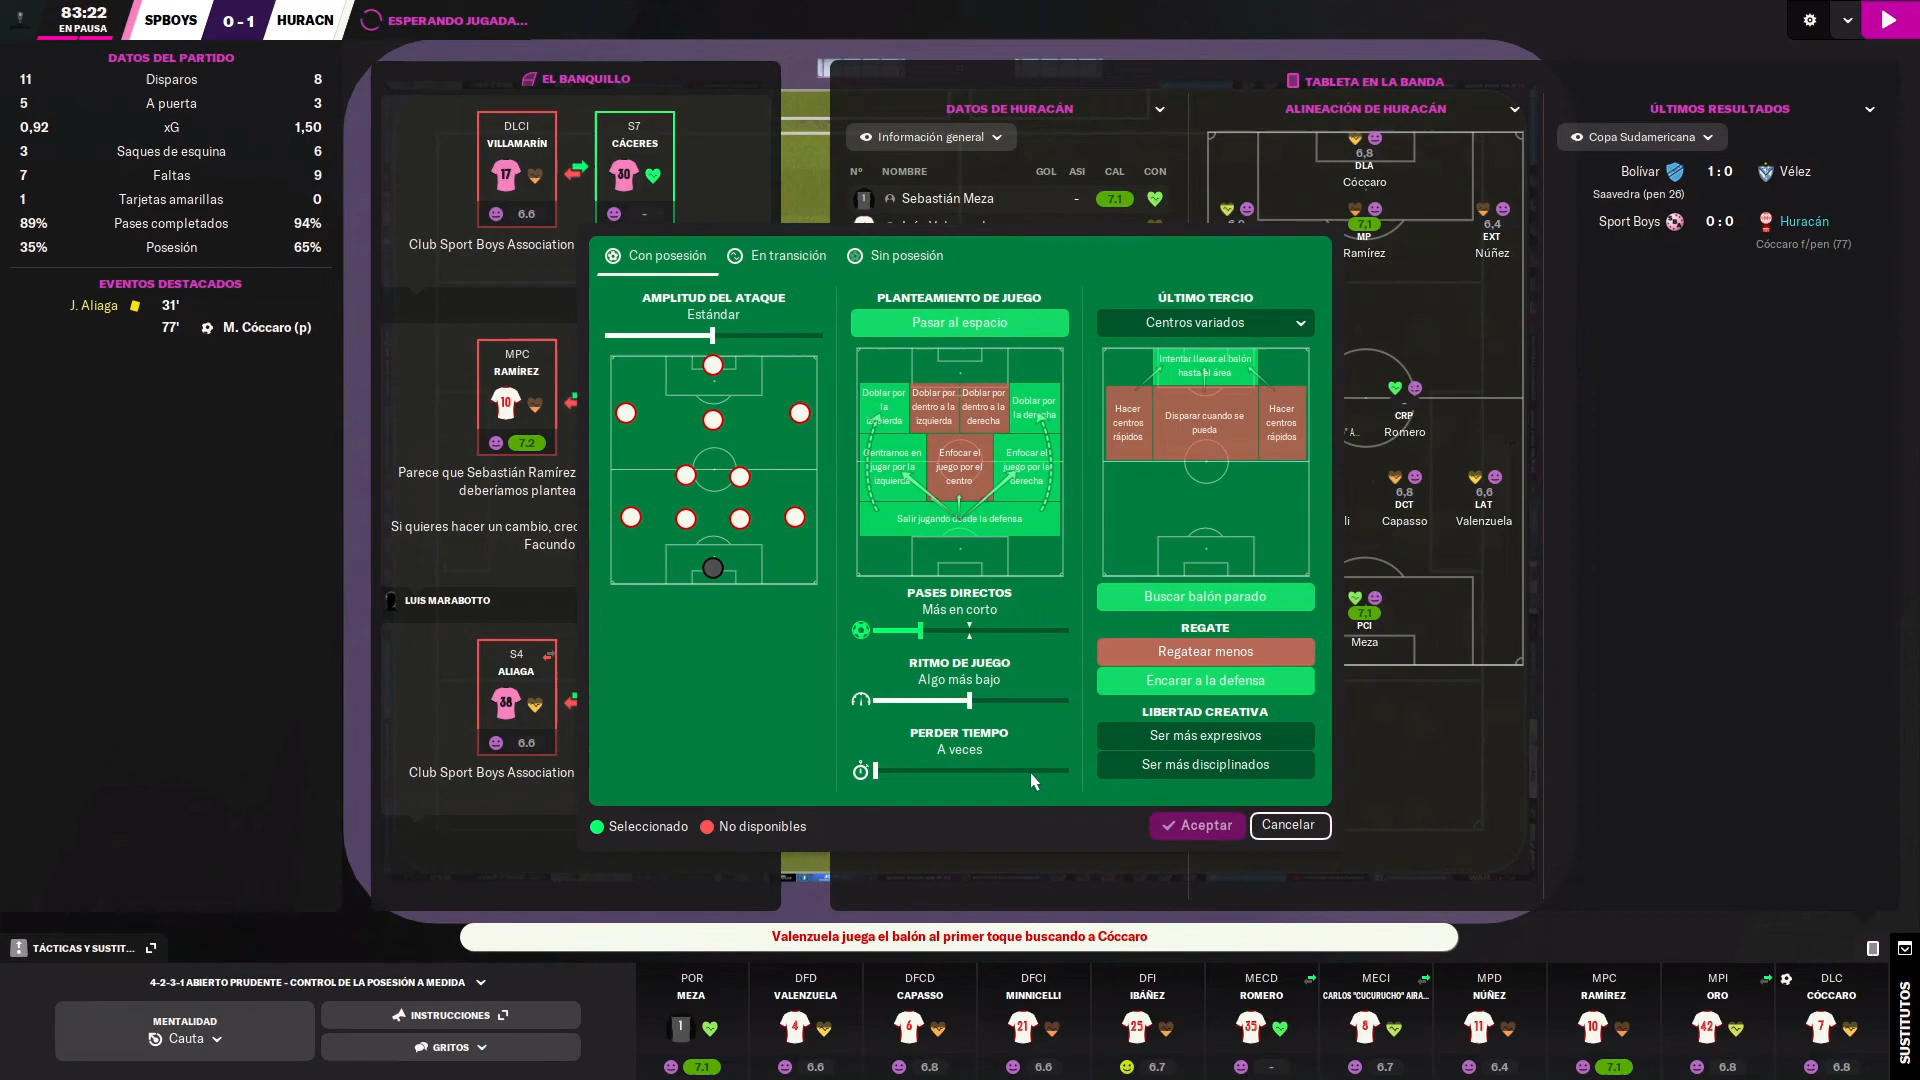 83:22
EN PAUSA
SPBOYS
0 - 1
HURACN
ESPERANDO JUGADA...
DATOS DEL PARTIDO
11 Disparos 8
5 A puerta 3
0,92 xG 1,50
3 Saques de esquina 6
7 Faltas 9
1 Tarjetas amarillas 0
89% Pases completados 94%
35% Posesión 65%
EVENTOS DESTACADOS
J. Aliaga 31'
77' M. Cóccaro (p)
EL BANQUILLO
DLCI
VILLAMARÍN
17
6.6
S7
CÁCERES
30
-
Club Sport Boys Association
MPC
RAMÍREZ
10
7.2
Parece que Sebastián Ramírez
deberíamos plantea
Si quieres hacer un cambio, crec
Facundo
LUIS MARABOTTO
S4
ALIAGA
38
6.6
Club Sport Boys Association
TABLETA EN LA BANDA
DATOS DE HURACÁN
Información general
Nº NOMBRE GOL ASI CAL CON
1 Sebastián Meza - 7.1
ALINEACIÓN DE HURACÁN
6,8
DLA
Cóccaro
7,1
MP
Ramírez
6,4
EXT
Núñez
CRP
Romero
6,8
DCT
Capasso
6,6
LAT
Valenzuela
7,1
PCI
Meza
ÚLTIMOS RESULTADOS
Copa Sudamericana
Bolívar 1 : 0 Vélez
Saavedra (pen 26)
Sport Boys 0 : 0 Huracán
Cóccaro f/pen (77)
Con posesión
En transición
Sin posesión
AMPLITUD DEL ATAQUE
Estándar
PLANTEAMIENTO DE JUEGO
Pasar al espacio
Doblar por la izquierda
Doblar por dentro a la izquierda
Doblar por dentro a la derecha
Doblar por la derecha
Centrarnos en jugar por la izquierda
Enfocar el juego por el centro
Enfocar el juego por la derecha
Salir jugando desde la defensa
PASES DIRECTOS
Más en corto
RITMO DE JUEGO
Algo más bajo
PERDER TIEMPO
A veces
ÚLTIMO TERCIO
Centros variados
Intentar llevar el balón
hasta el área
Hacer centros rápidos
Disparar cuando se pueda
Hacer centros rápidos
Buscar balón parado
REGATE
Regatear menos
Encarar a la defensa
LIBERTAD CREATIVA
Ser más expresivos
Ser más disciplinados
Seleccionado
No disponibles
Aceptar
Cancelar
Valenzuela juega el balón al primer toque buscando a Cóccaro
TÁCTICAS Y SUSTIT...
4-2-3-1 ABIERTO PRUDENTE - CONTROL DE LA POSESIÓN A MEDIDA
MENTALIDAD
Cauta
INSTRUCCIONES
GRITOS
POR
MEZA
1
7.1
DFD
VALENZUELA
4
6.6
DFCD
CAPASSO
6
6.8
DFCI
MINNICELLI
21
6.6
DFI
IBÁÑEZ
25
6.7
MECD
ROMERO
35
-
MECI
CARLOS "CUCURUCHO" AIRA...
8
6.7
MPD
NÚÑEZ
11
6.4
MPC
RAMÍREZ
10
7.1
MPI
ORO
42
6.8
DLC
CÓCCARO
7
6.8
SUSTITUTOS